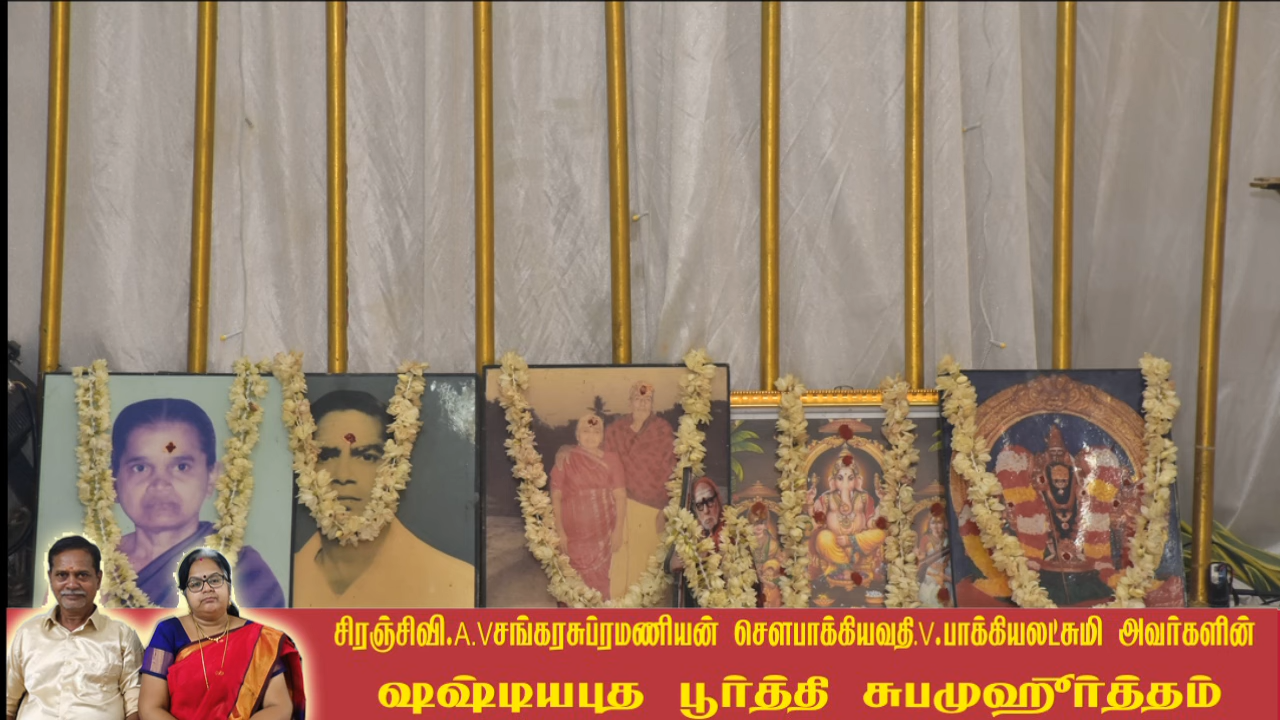 சிரஞ்சிவி.A.Vசங்கரசுப்ரமணியன் சௌபாக்கியவதி.V.பாக்கியலட்சுமி அவர்களின்
ஷஷ்டியபுத பூர்த்தி சுபமுஹூர்த்தம்